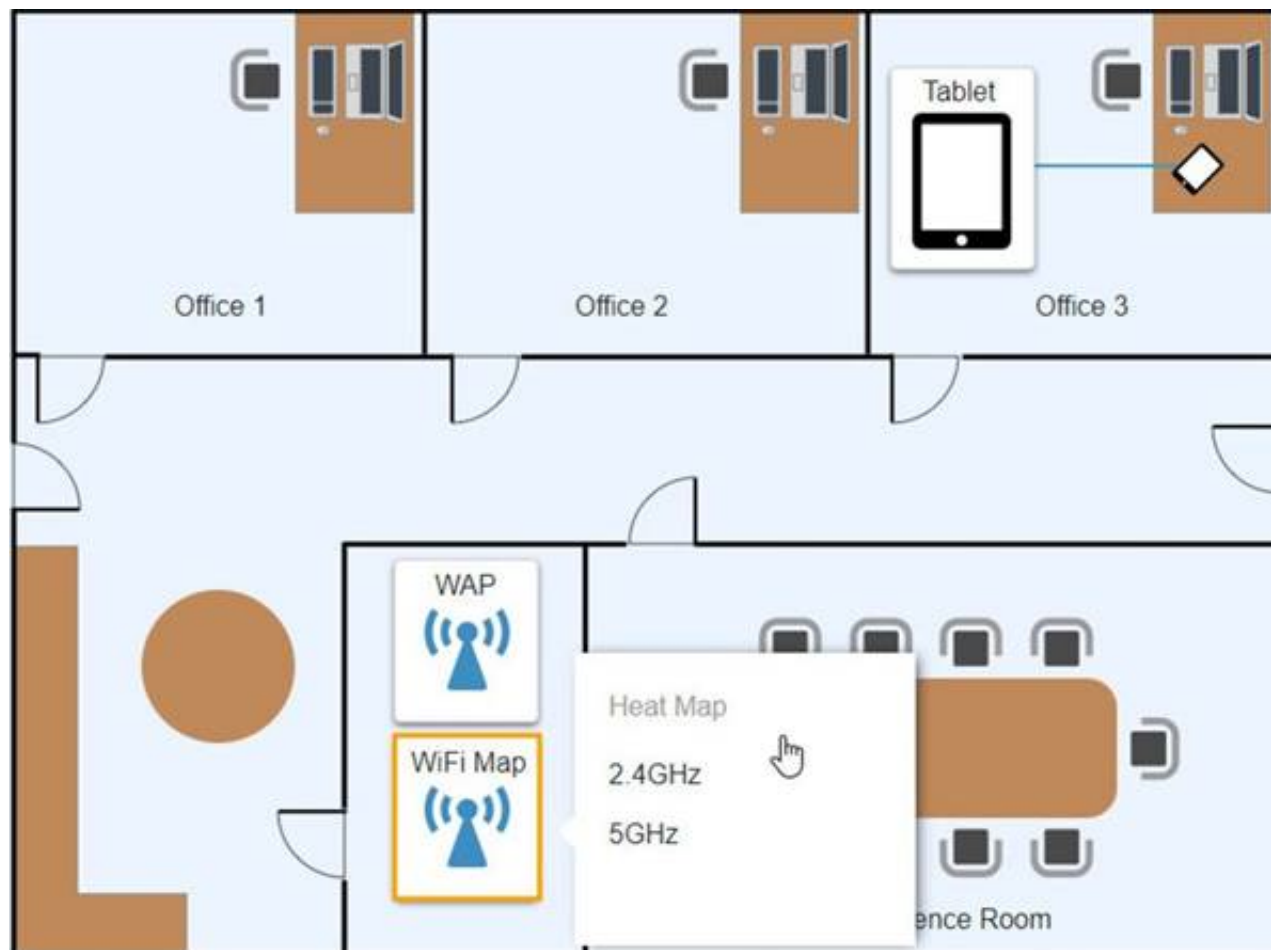 Tablet
Office 1
Office 2
Office 3
WAP
WiFi Map
Heat Map
2.4GHz
5GHz
ence Room